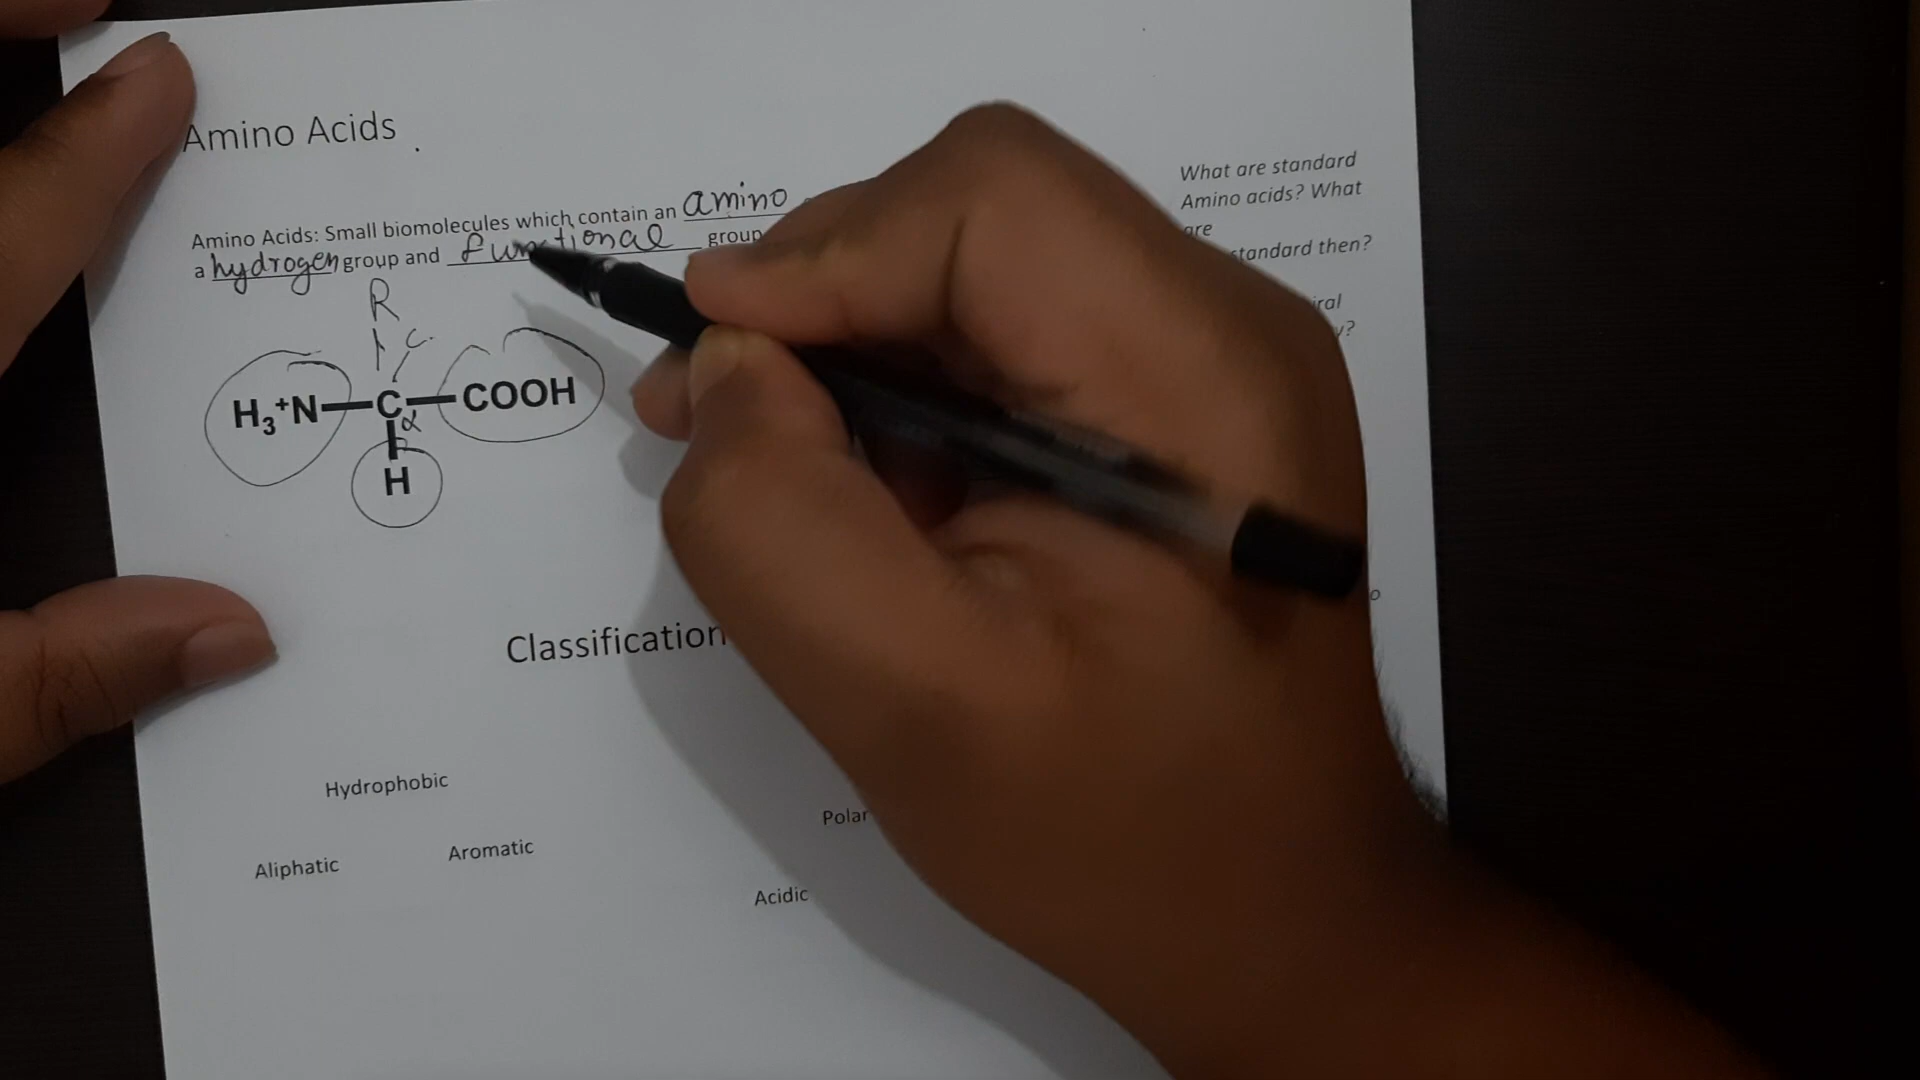 Amino Acids
Amino Acids: Small biomolecules which contain an amino
a hydrogen group and functional group
R
C
H₃⁺N—C—COOH
α
H
Classification
Hydrophobic
Aliphatic
Aromatic
Polar
Acidic
What are standard
Amino acids? What
are
standard then?